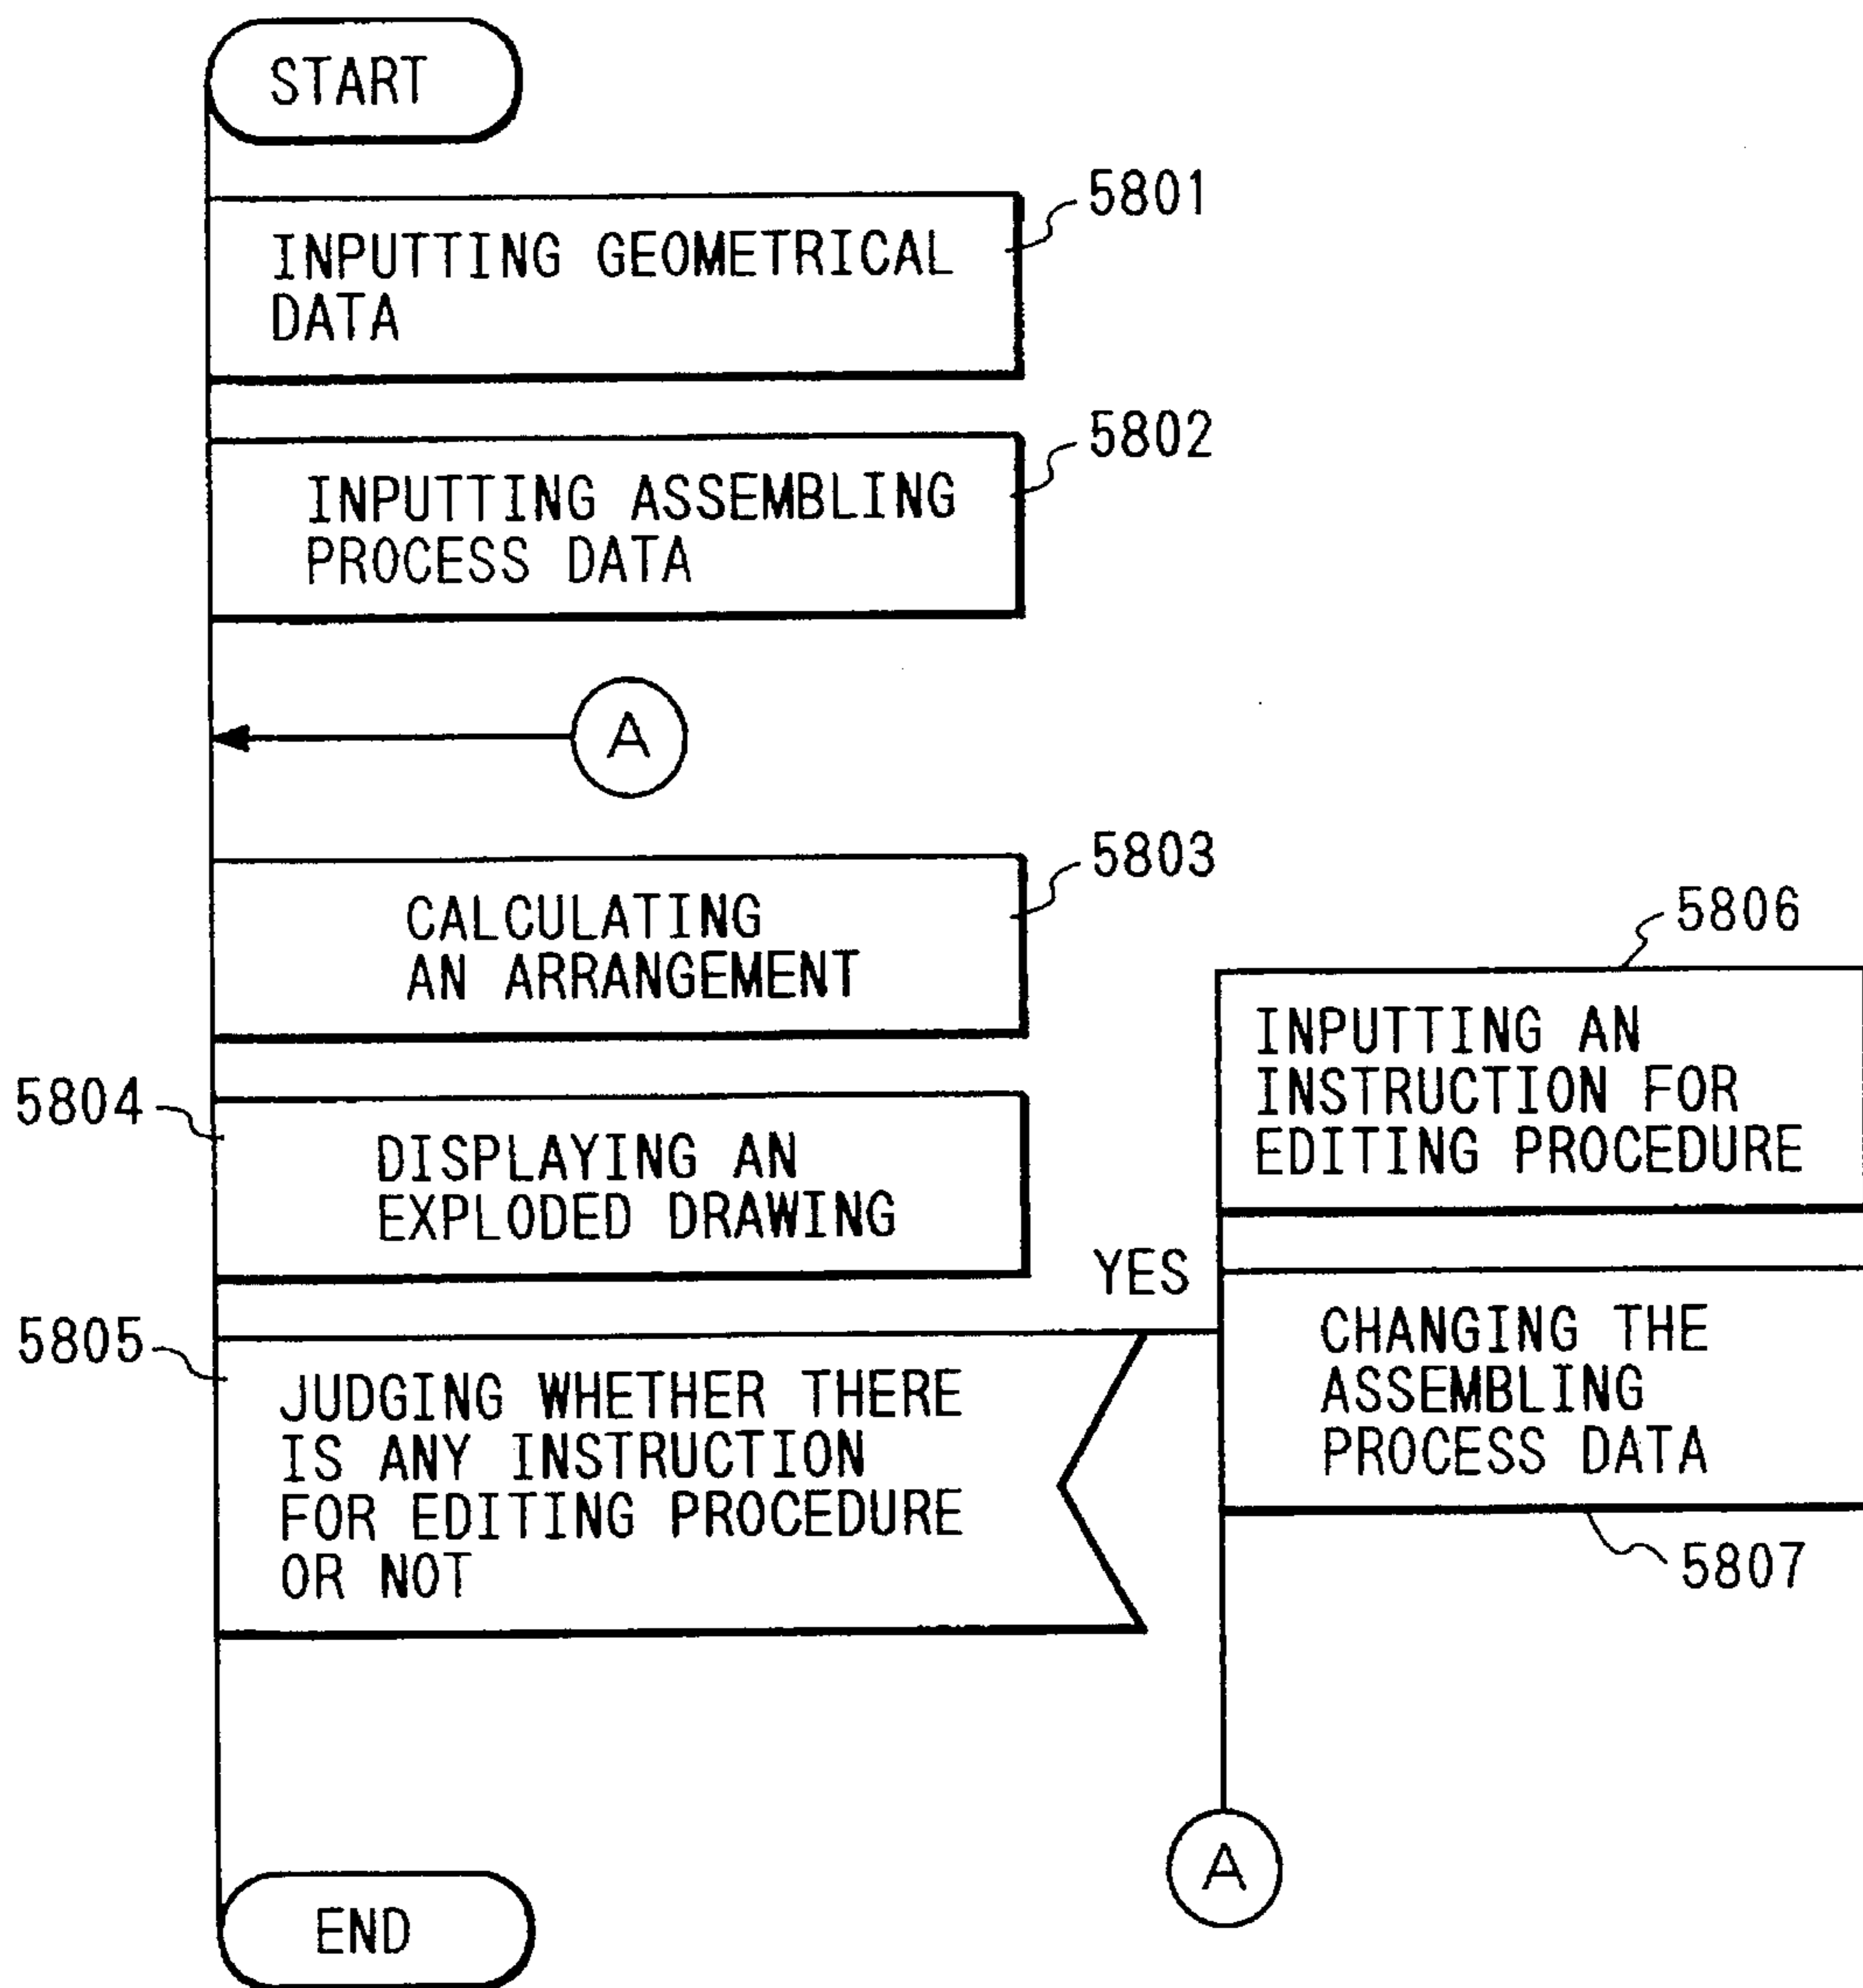 START
5801
INPUTTING GEOMETRICAL
DATA
5802
INPUTTING ASSEMBLING
PROCESS DATA
A
5803
CALCULATING
AN ARRANGEMENT
5804
DISPLAYING AN
EXPLODED DRAWING
5805
JUDGING WHETHER THERE
IS ANY INSTRUCTION
FOR EDITING PROCEDURE
OR NOT
YES
5806
INPUTTING AN
INSTRUCTION FOR
EDITING PROCEDURE
CHANGING THE
ASSEMBLING
PROCESS DATA
5807
A
END